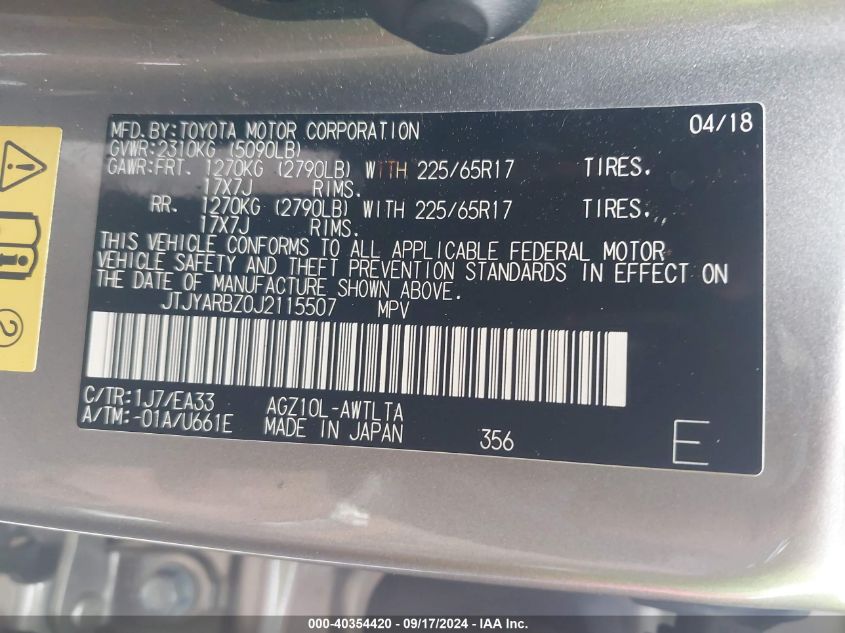 MFD.BY:TOYOTA MOTOR CORPORATION 04/18
GVWR:2310KG (5090LB)
GAWR:FRT. 1270KG (2790LB) WITH 225/65R17 TIRES.
17X7J RIMS.
RR. 1270KG (2790LB) WITH 225/65R17 TIRES.
17X7J RIMS.
THIS VEHICLE CONFORMS TO ALL APPLICABLE FEDERAL MOTOR
VEHICLE SAFETY AND THEFT PREVENTION STANDARDS IN EFFECT ON
THE DATE OF MANUFACTURE SHOWN ABOVE.
JTJYARBZ0J2115507 MPV
C/TR:1J7/EA33 AGZ10L-AWTLTA
A/TM:-01A/U661E MADE IN JAPAN 356 E
2
000-40354420 - 09/17/2024 - IAA, Inc.